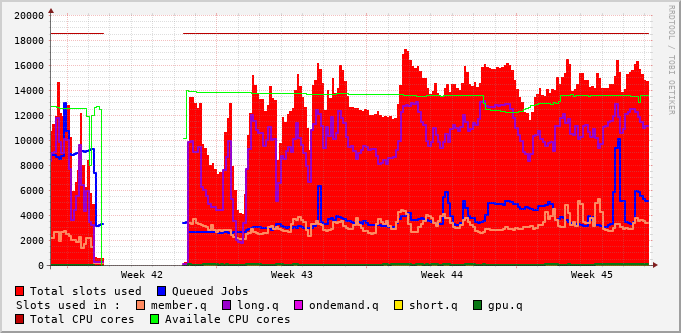 RRDTOOL / TOBI OETIKER
20000
18000
16000
14000
12000
10000
8000
6000
4000
2000
0
Week 42 Week 43 Week 44 Week 45
Total slots used Queued Jobs
Slots used in : member.q long.q ondemand.q short.q gpu.q
Total CPU cores Availale CPU cores